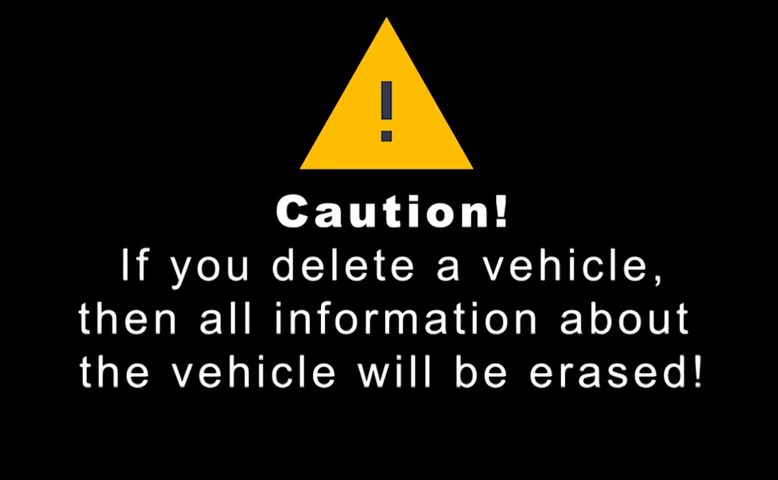 !
Caution!
If you delete a vehicle,
then all information about
the vehicle will be erased!